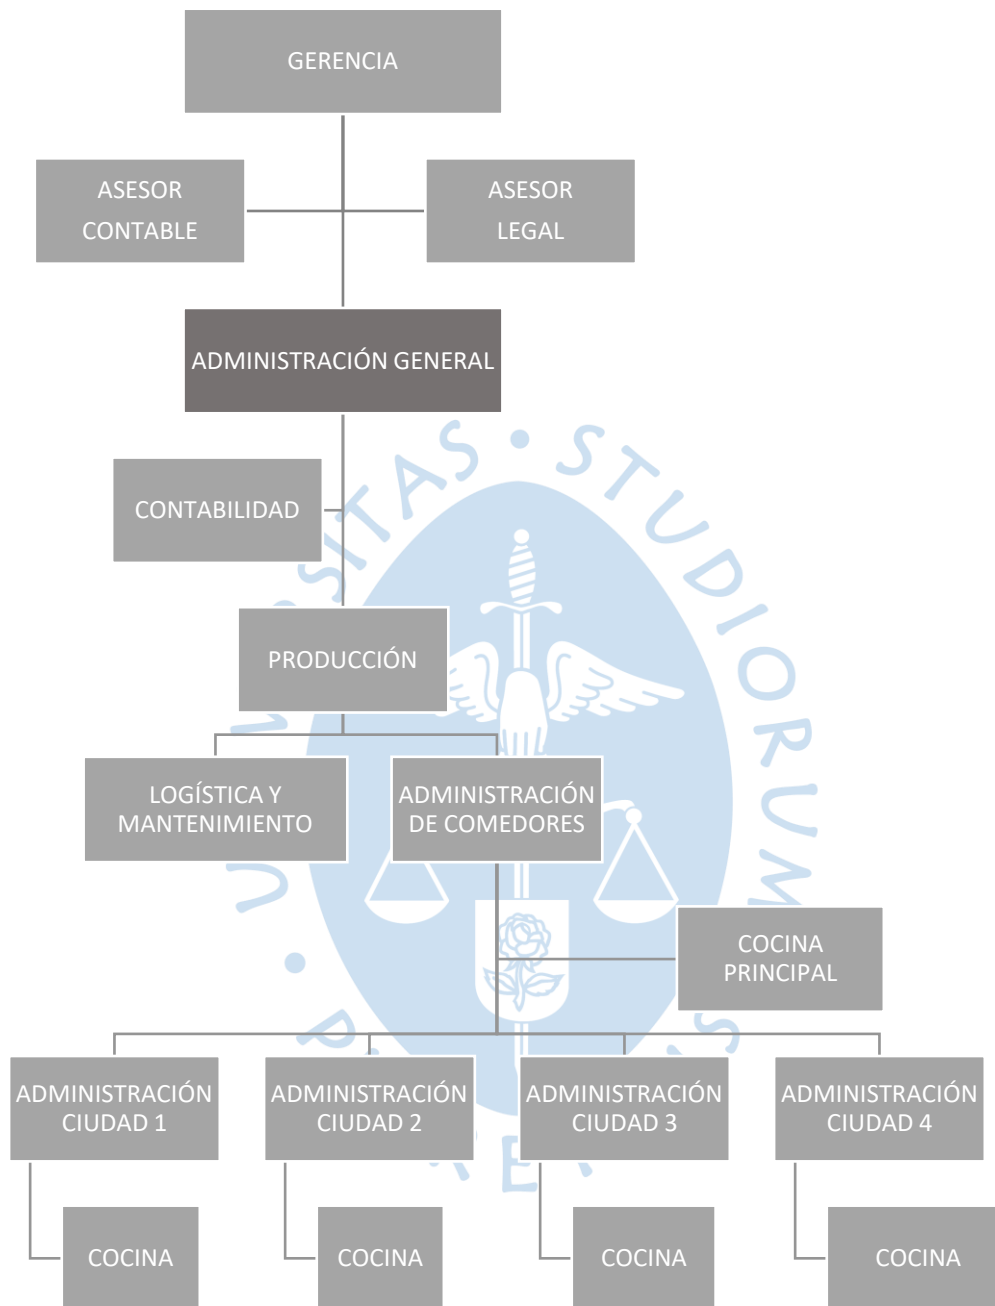 GERENCIA
ASESOR
CONTABLE
ASESOR
LEGAL
ADMINISTRACIÓN GENERAL
CONTABILIDAD
PRODUCCIÓN
LOGÍSTICA Y
MANTENIMIENTO
ADMINISTRACIÓN
DE COMEDORES
COCINA
PRINCIPAL
ADMINISTRACIÓN
CIUDAD 1
ADMINISTRACIÓN
CIUDAD 2
ADMINISTRACIÓN
CIUDAD 3
ADMINISTRACIÓN
CIUDAD 4
COCINA
COCINA
COCINA
COCINA
STUDIORUM